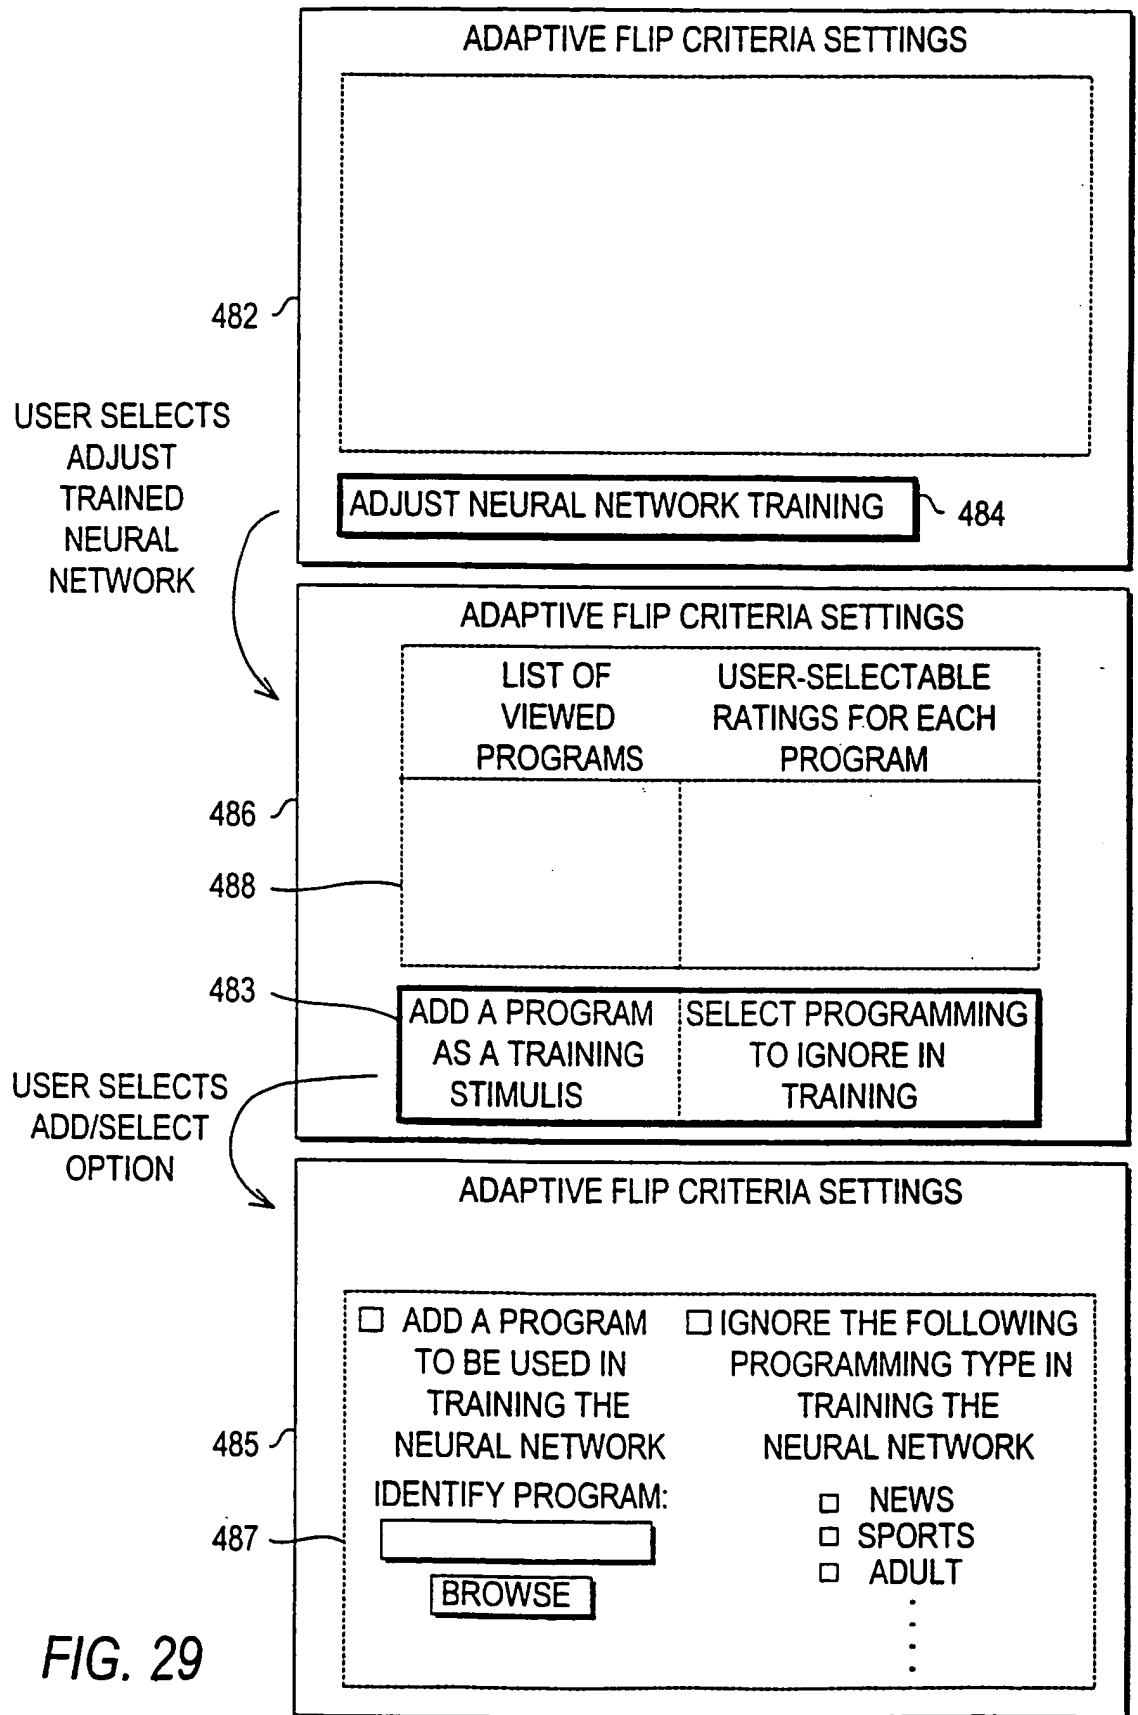 ADAPTIVE FLIP CRITERIA SETTINGS
482
USER SELECTS
ADJUST
TRAINED
NEURAL
NETWORK
ADJUST NEURAL NETWORK TRAINING
484
ADAPTIVE FLIP CRITERIA SETTINGS
LIST OF
VIEWED
PROGRAMS
USER-SELECTABLE
RATINGS FOR EACH
PROGRAM
486
488
483
ADD A PROGRAM
AS A TRAINING
STIMULIS
SELECT PROGRAMMING
TO IGNORE IN
TRAINING
USER SELECTS
ADD/SELECT
OPTION
ADAPTIVE FLIP CRITERIA SETTINGS
ADD A PROGRAM
TO BE USED IN
TRAINING THE
NEURAL NETWORK
IDENTIFY PROGRAM:
BROWSE
IGNORE THE FOLLOWING
PROGRAMMING TYPE IN
TRAINING THE
NEURAL NETWORK
NEWS
SPORTS
ADULT
485
487
FIG. 29